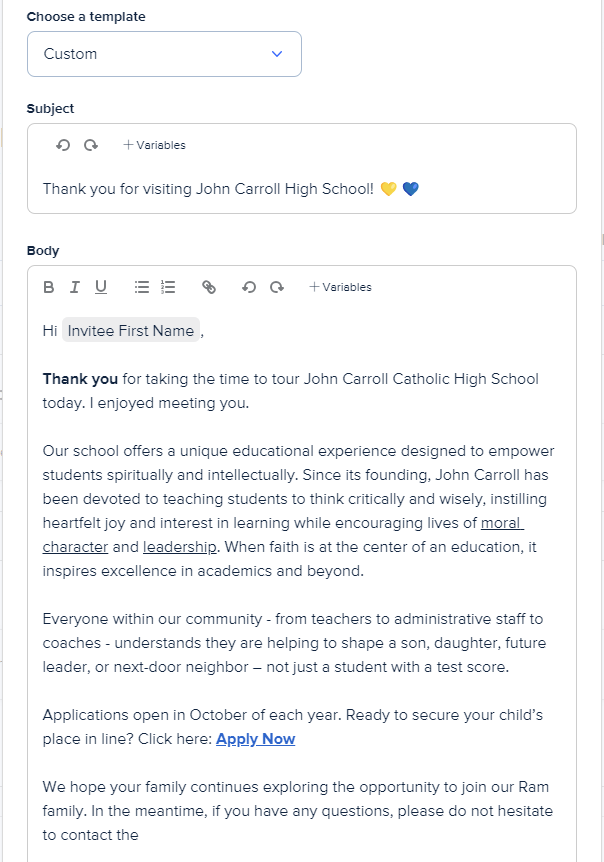 Choose a template
Custom
Subject
+ Variables
Thank you for visiting John Carroll High School! 💛 💙
Body
B I U + Variables
Hi Invitee First Name ,
Thank you for taking the time to tour John Carroll Catholic High School
today. I enjoyed meeting you.
Our school offers a unique educational experience designed to empower
students spiritually and intellectually. Since its founding, John Carroll has
been devoted to teaching students to think critically and wisely, instilling
heartfelt joy and interest in learning while encouraging lives of moral
character and leadership. When faith is at the center of an education, it
inspires excellence in academics and beyond.
Everyone within our community - from teachers to administrative staff to
coaches - understands they are helping to shape a son, daughter, future
leader, or next-door neighbor – not just a student with a test score.
Applications open in October of each year. Ready to secure your child’s
place in line? Click here: Apply Now
We hope your family continues exploring the opportunity to join our Ram
family. In the meantime, if you have any questions, please do not hesitate
to contact the